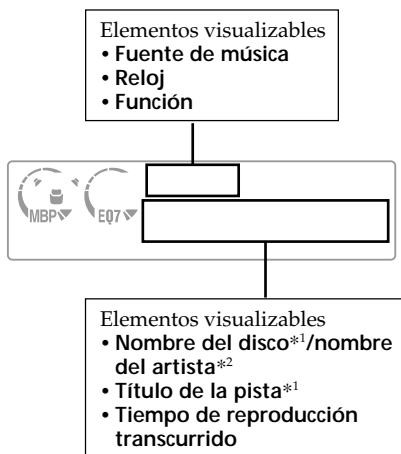 Elementos visualizables
• Fuente de música
• Reloj
• Función
MBP
EQ7
Elementos visualizables
• Nombre del disco*1/nombre
del artista*2
• Título de la pista*1
• Tiempo de reproducción
transcurrido